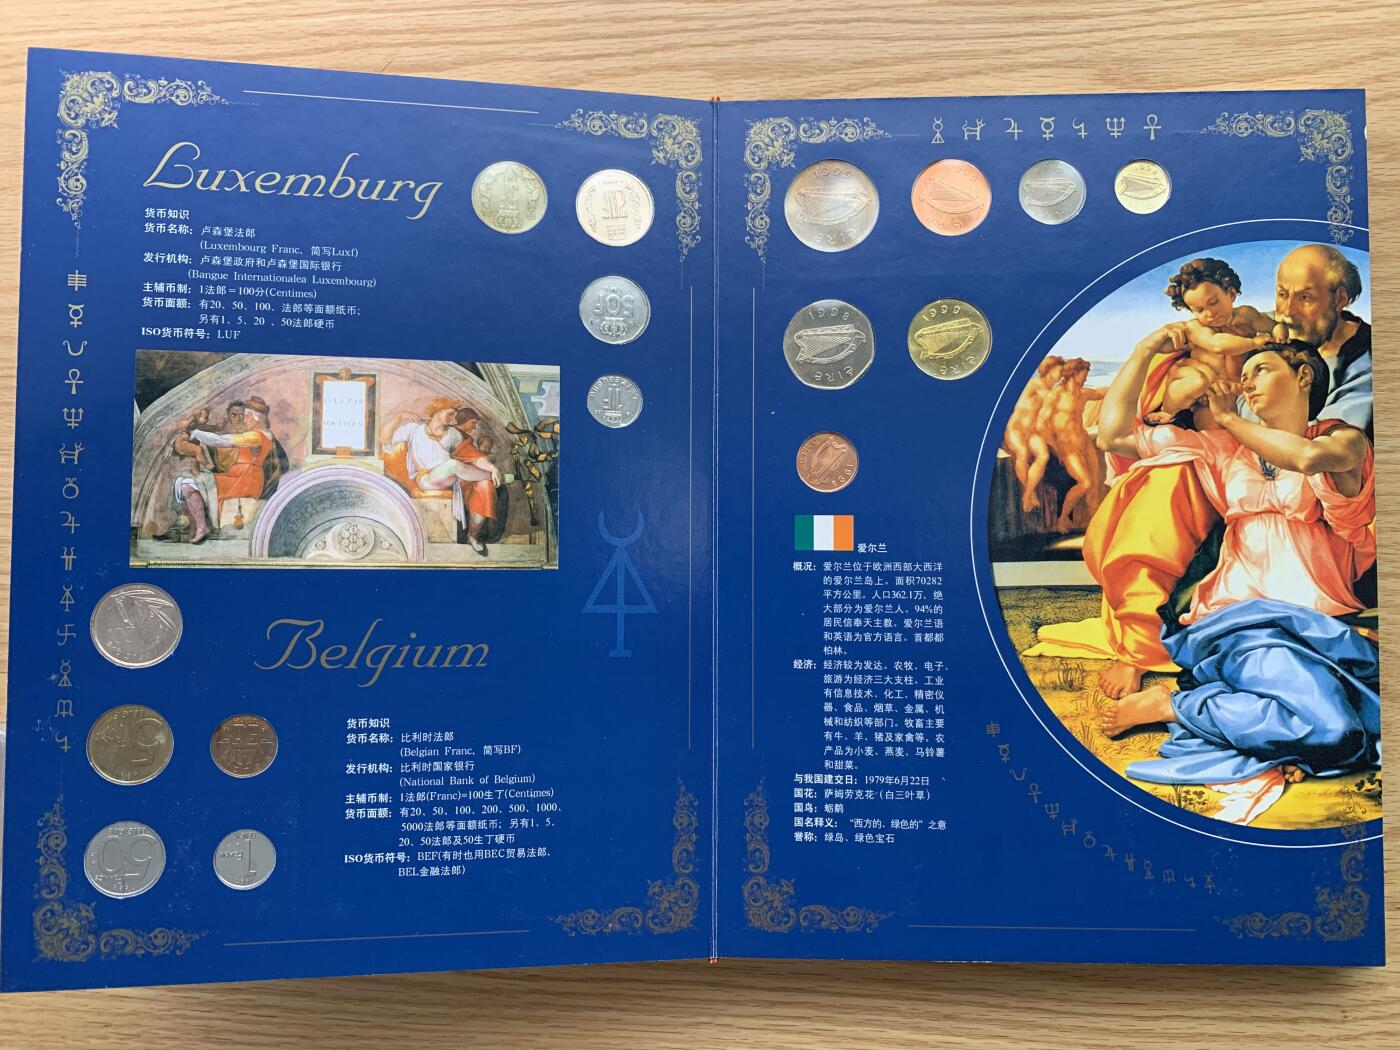 Luxemburg
货币知识
货币名称：卢森堡法郎
(Luxembourg Franc, 简写Luxf)
发行机构：卢森堡政府和卢森堡国际银行
(Bangue Internationalea Luxembourg)
主辅币制：1法郎＝100分(Centimes)
货币面额：有20、50、100、法郎等面额纸币；
另有1、5、20 、50法郎硬币
ISO货币符号：LUF
ELEAZAR
MATHAN
50F
1F
Belgium
货币知识
货币名称：比利时法郎
(Belgian Franc, 简写BF)
发行机构：比利时国家银行
(National Bank of Belgium)
主辅币制：1法郎(Franc)=100生丁(Centimes)
货币面额：有20、50、100、200、500、1000、
5000法郎等面额纸币；另有1、5、
20、50法郎及50生丁硬币
ISO货币符号：BEF(有时也用BEC贸易法郎、
BEL金融法郎)
50
1
éire
1998
éire
爱尔兰
概况：爱尔兰位于欧洲西部大西洋
的爱尔兰岛上。面积70282
平方公里。人口362.1万，绝
大部分为爱尔兰人。94%的
居民信奉天主教。爱尔兰语
和英语为官方语言。首都都
柏林。
经济：经济较为发达。农牧、电子、
旅游为经济三大支柱。工业
有信息技术、化工、精密仪
器、食品、烟草、金属、机
械和纺织等部门。牧畜主要
有牛、羊、猪及家禽等。农
产品为小麦、燕麦、马铃薯
和甜菜。
与我国建交日：1979年6月22日
国花：萨姆劳克花（白三叶草）
国鸟：蛎鹬
国名释义：“西方的、绿色的”之意
誉称：绿岛、绿色宝石